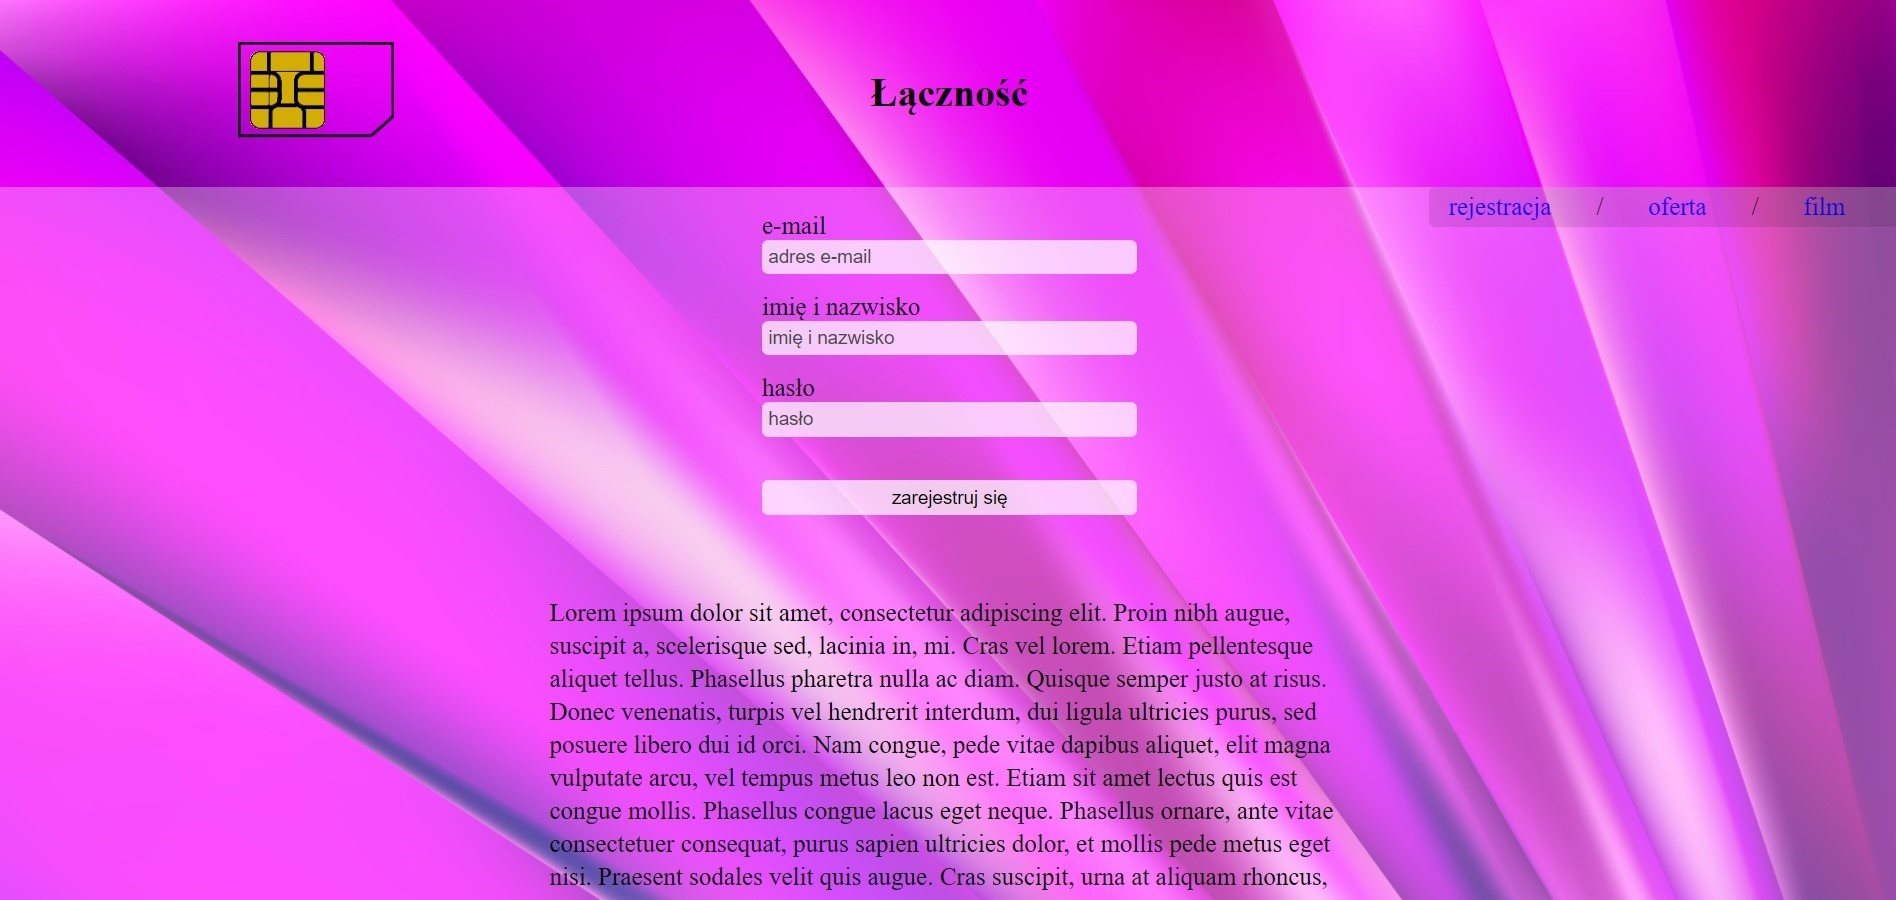 Łączność
rejestracja / oferta / film
e-mail
adres e-mail
imię i nazwisko
imię i nazwisko
hasło
hasło
zarejestruj się
Lorem ipsum dolor sit amet, consectetur adipiscing elit. Proin nibh augue,
suscipit a, scelerisque sed, lacinia in, mi. Cras vel lorem. Etiam pellentesque
aliquet tellus. Phasellus pharetra nulla ac diam. Quisque semper justo at risus.
Donec venenatis, turpis vel hendrerit interdum, dui ligula ultricies purus, sed
posuere libero dui id orci. Nam congue, pede vitae dapibus aliquet, elit magna
vulputate arcu, vel tempus metus leo non est. Etiam sit amet lectus quis est
congue mollis. Phasellus congue lacus eget neque. Phasellus ornare, ante vitae
consectetuer consequat, purus sapien ultricies dolor, et mollis pede metus eget
nisi. Praesent sodales velit quis augue. Cras suscipit, urna at aliquam rhoncus,